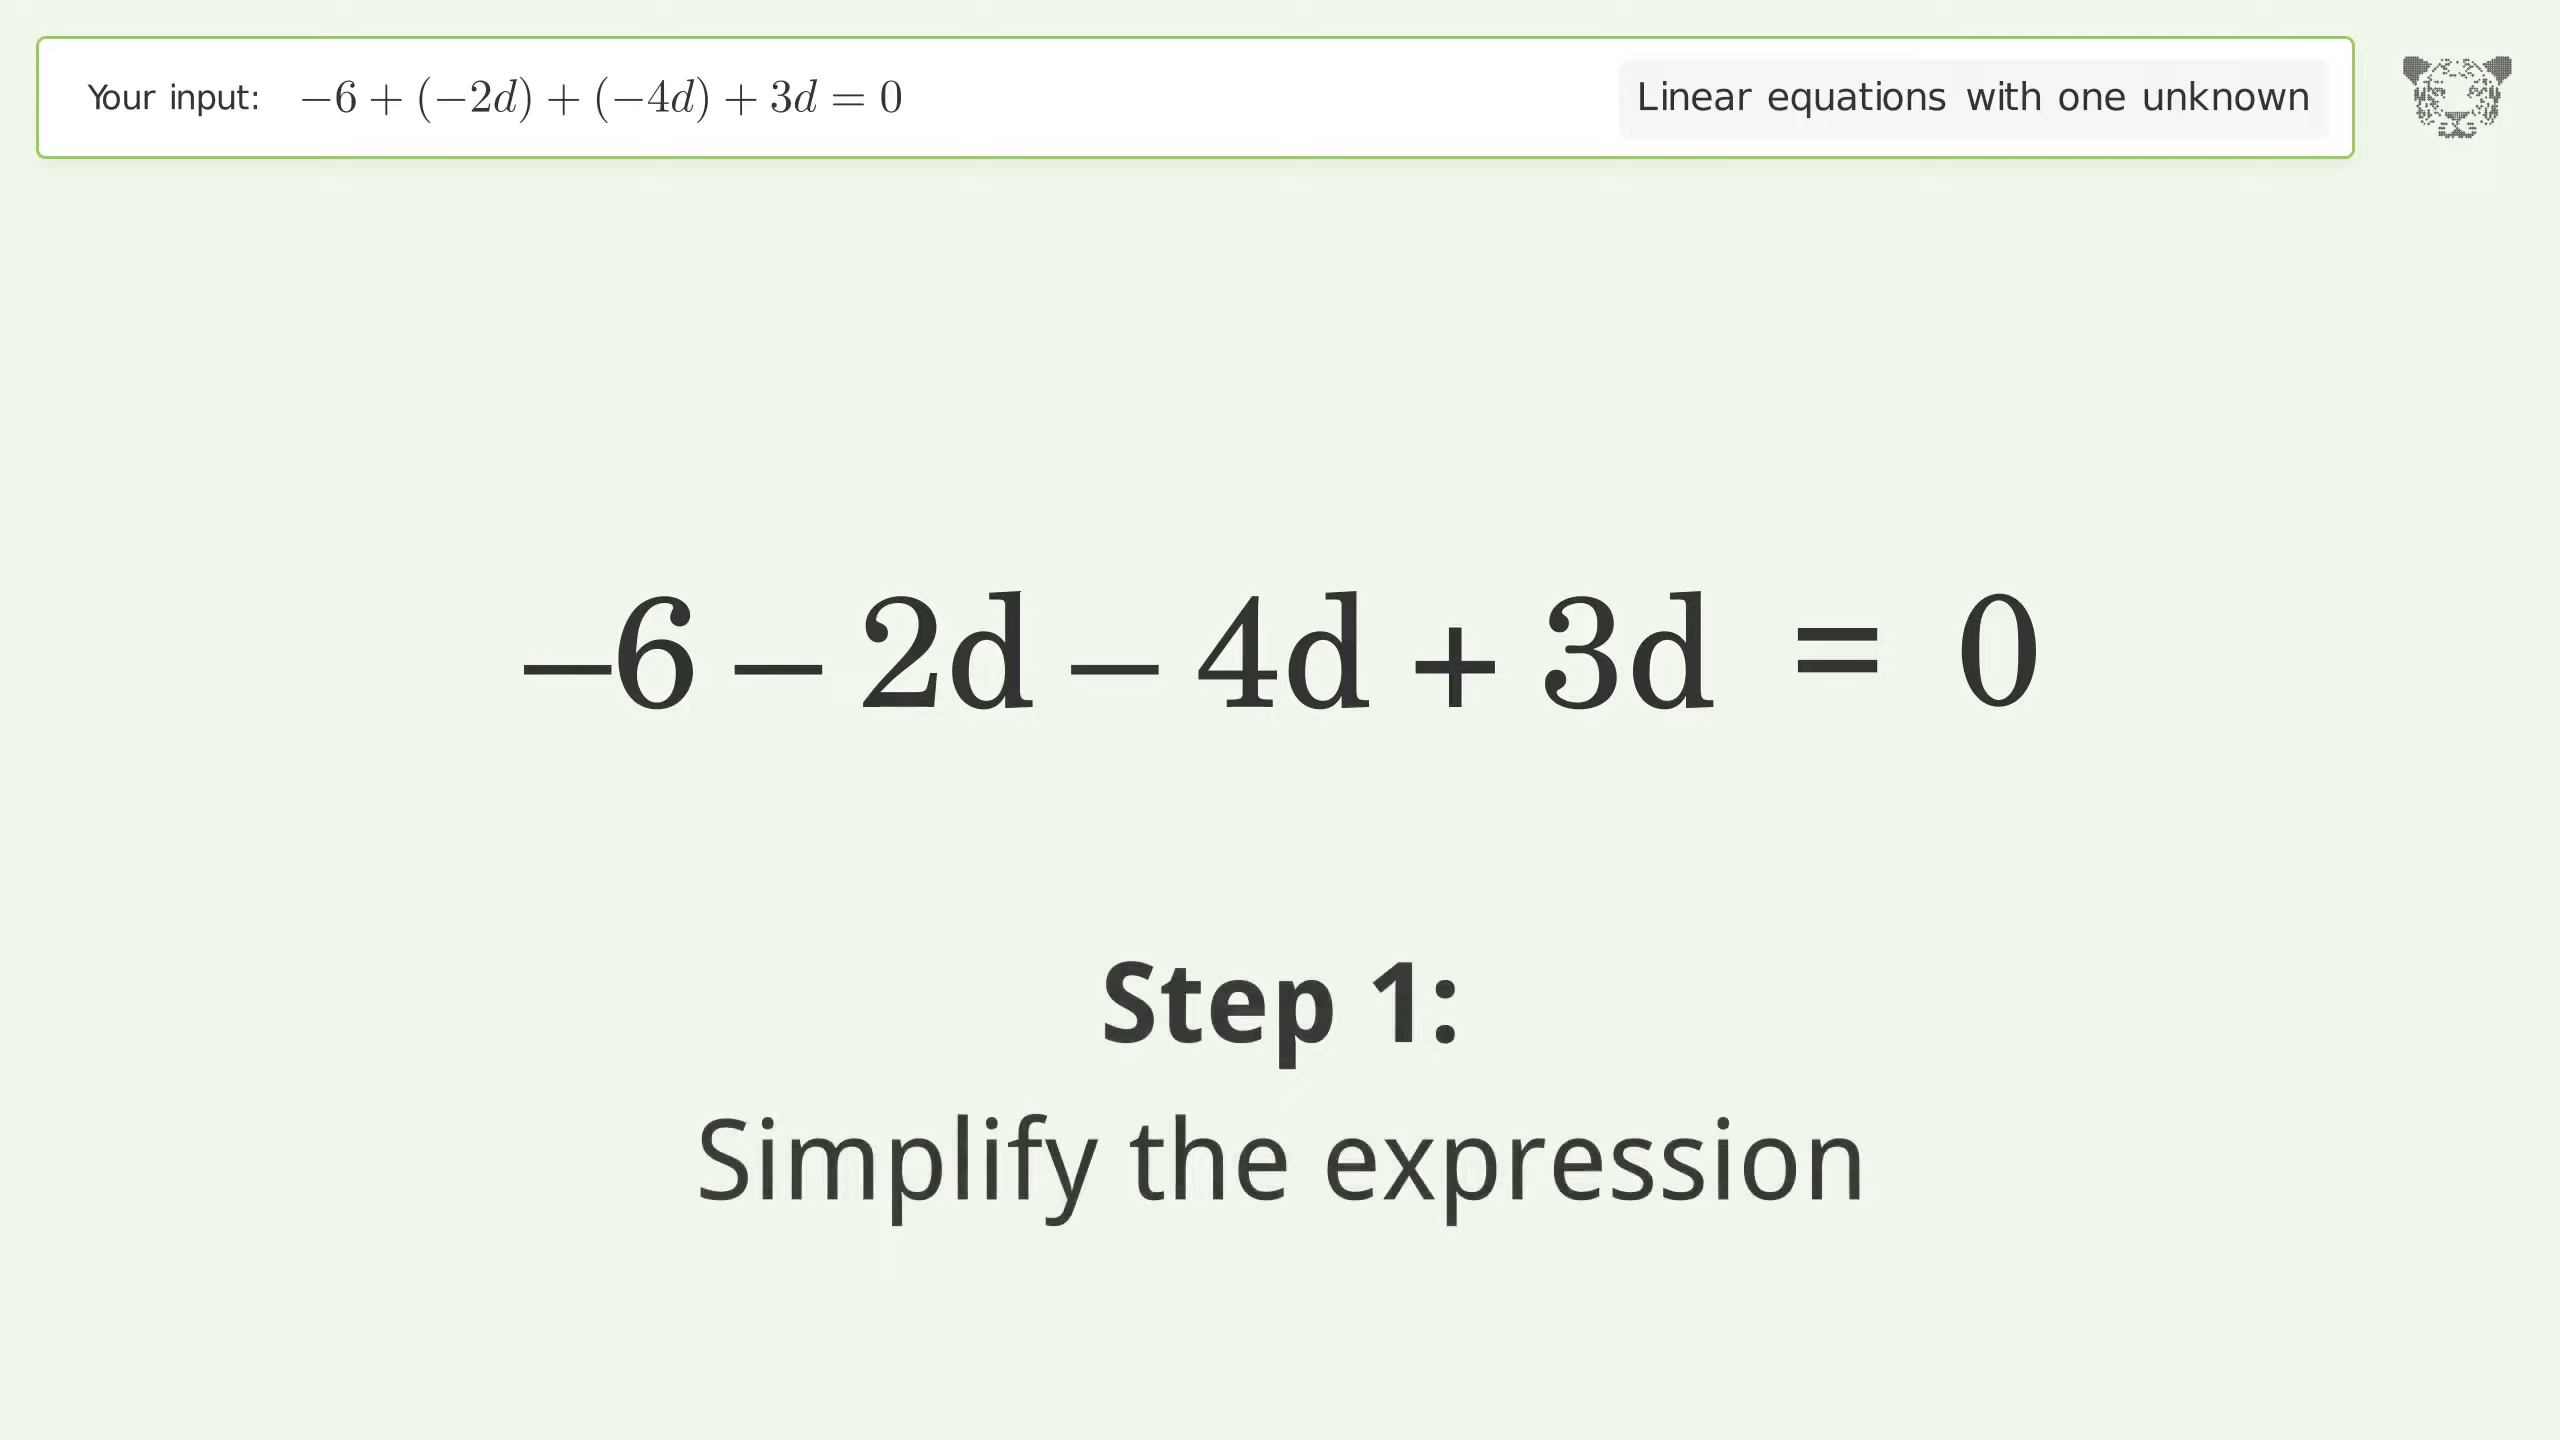 Your input: −6 + (−2d) + (−4d) + 3d = 0 Linear equations with one unknown
−6 − 2d − 4d + 3d = 0
Step 1:
Simplify the expression